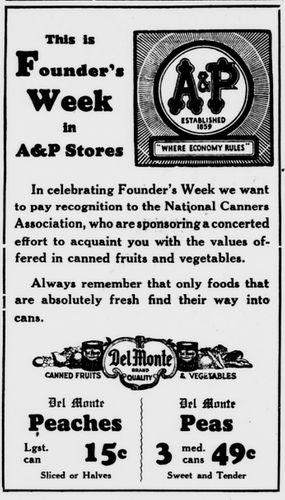 This is
Founder's
Week
in
A&P Stores
A&P
ESTABLISHED
1859
"WHERE ECONOMY RULES"
In celebrating Founder's Week we want
to pay recognition to the National Canners
Association, who are sponsoring a concerted
effort to acquaint you with the values of-
fered in canned fruits and vegetables.
Always remember that only foods that
are absolutely fresh find their way into
cans.
Del Monte
BRAND
QUALITY
CANNED FRUITS & VEGETABLES
Del Monte
Peaches
Lgst.
can 15c
Sliced or Halves
Del Monte
Peas
3 med.
cans 49c
Sweet and Tender